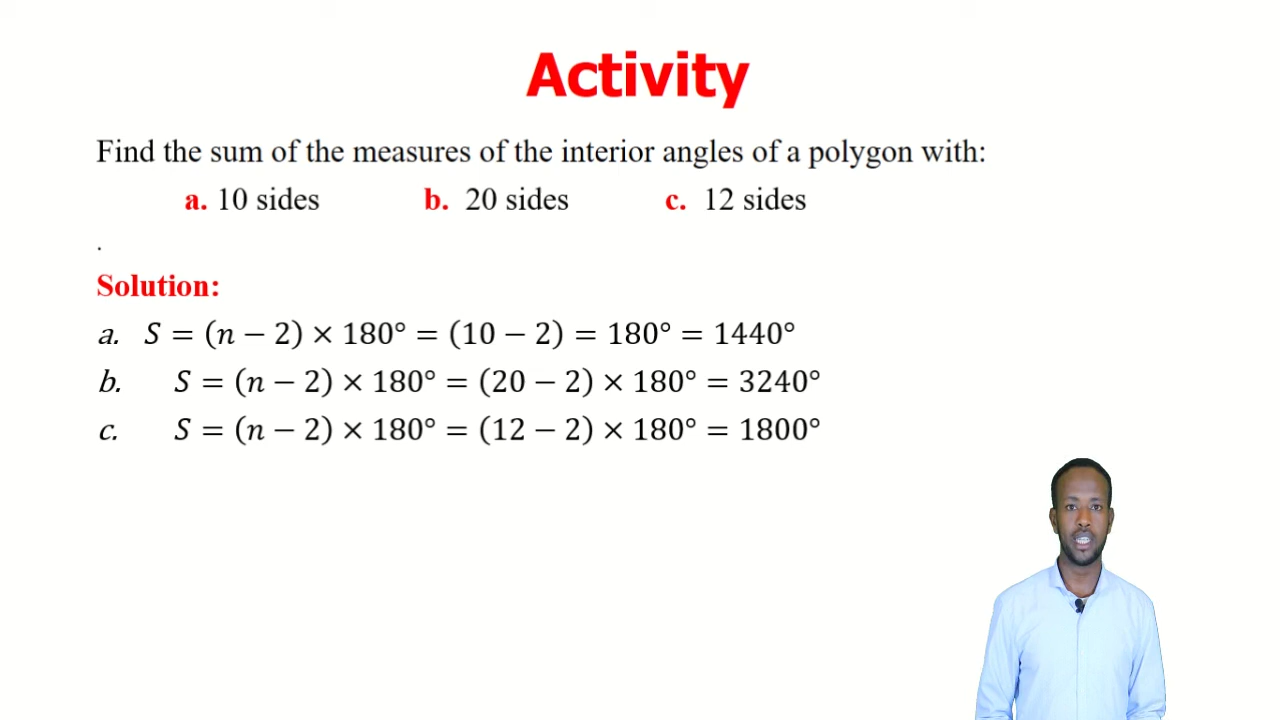 Activity
Find the sum of the measures of the interior angles of a polygon with:
a. 10 sides b. 20 sides c. 12 sides
.
Solution:
a. S = (n − 2) × 180° = (10 − 2) = 180° = 1440°
b. S = (n − 2) × 180° = (20 − 2) × 180° = 3240°
c. S = (n − 2) × 180° = (12 − 2) × 180° = 1800°